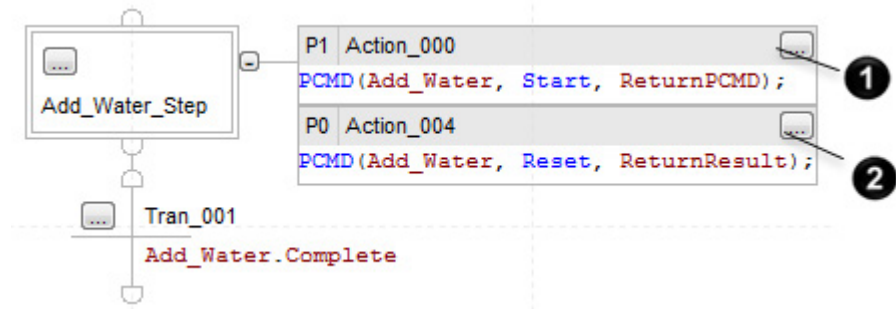 P1 Action_000
...
...
PCMD(Add_Water, Start, ReturnPCMD);
1
Add_Water_Step
P0 Action_004
...
PCMD(Add_Water, Reset, ReturnResult);
2
... Tran_001
Add_Water.Complete